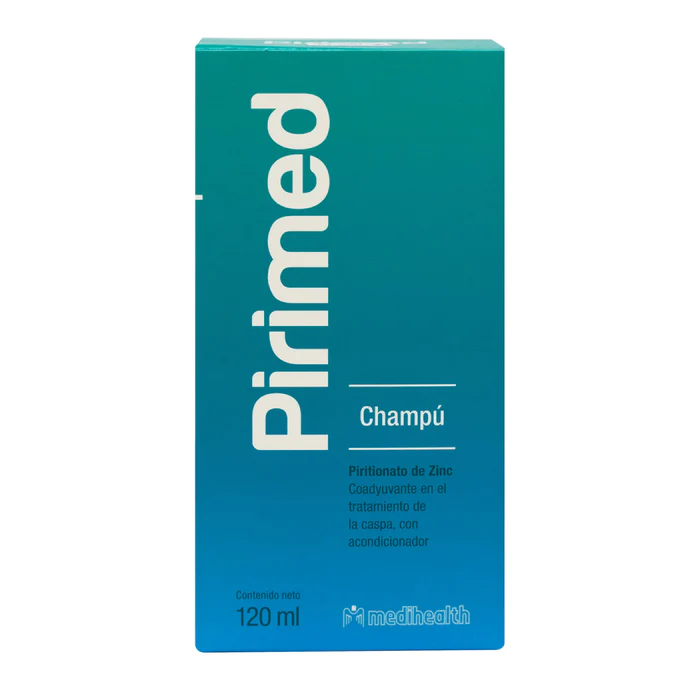 Pirimed
Pirimed
Champú
Piritionato de Zinc
Coadyuvante en el
tratamiento de
la caspa, con
acondicionador
Contenido neto
120 ml
medihealth